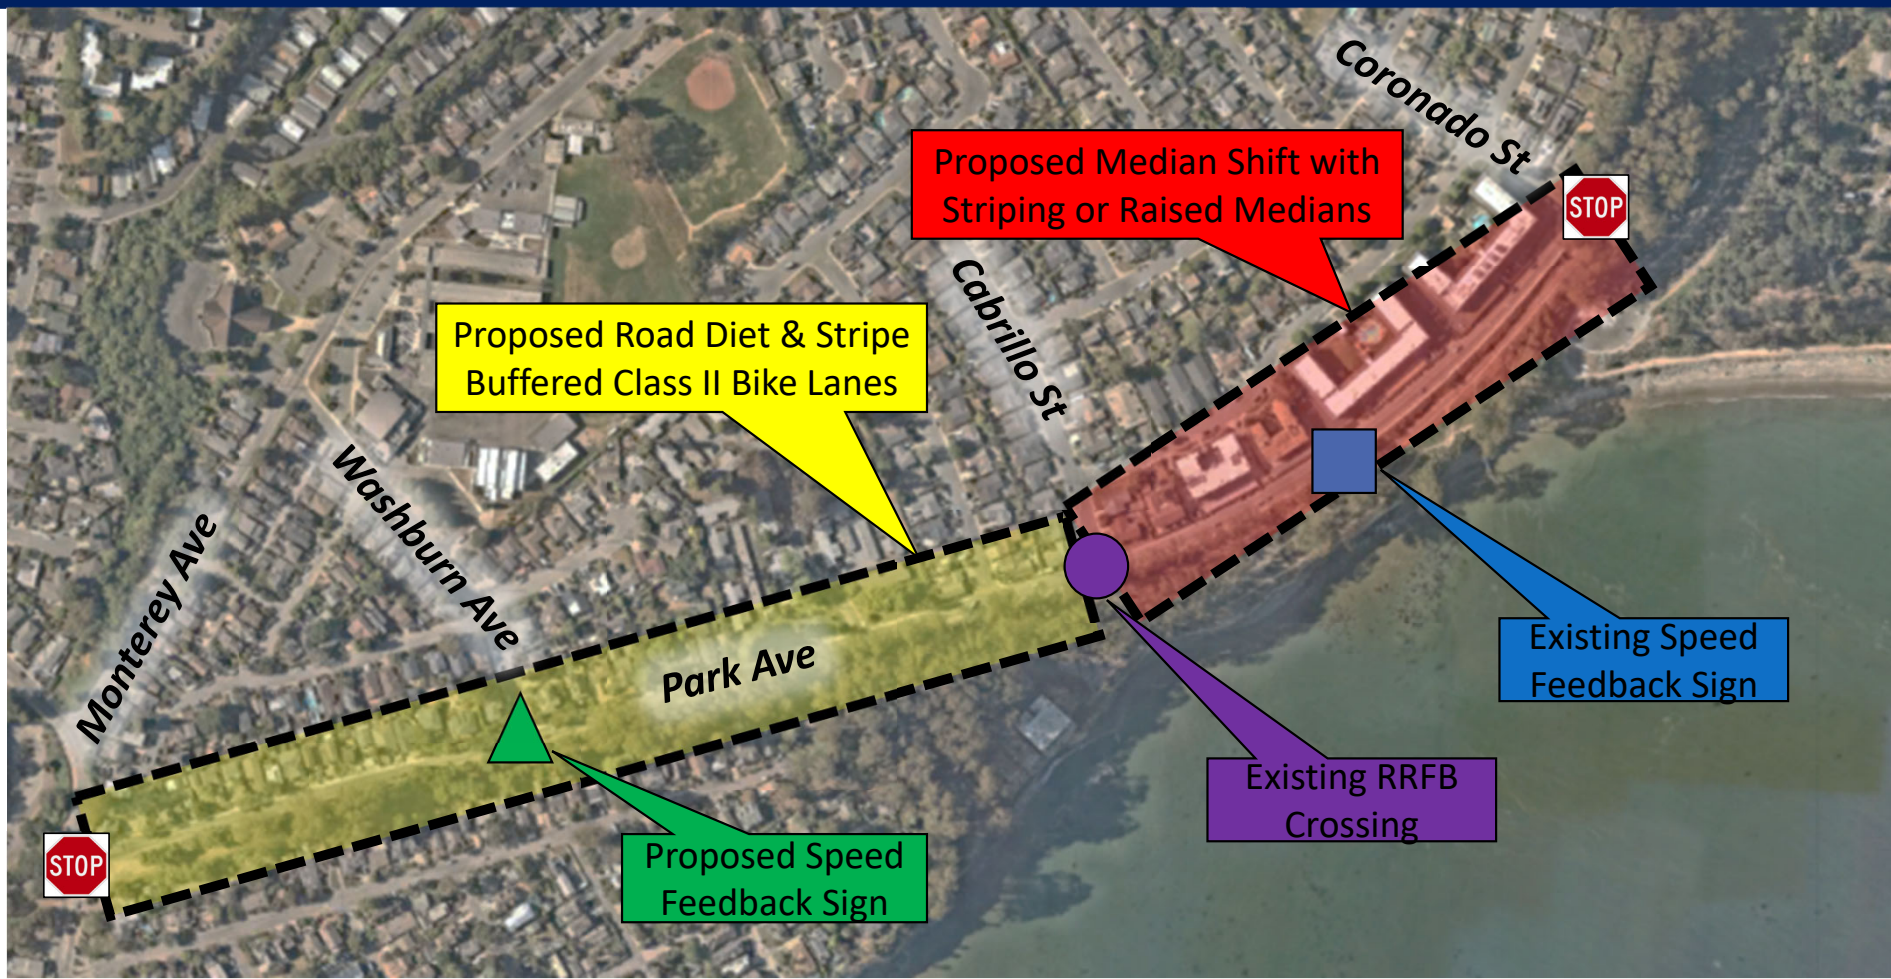 Coronado St
STOP
Proposed Median Shift with
Striping or Raised Medians
Cabrillo St
Proposed Road Diet & Stripe
Buffered Class II Bike Lanes
Washburn Ave
Monterey Ave
Park Ave
Existing Speed
Feedback Sign
Existing RRFB
Crossing
STOP
Proposed Speed
Feedback Sign